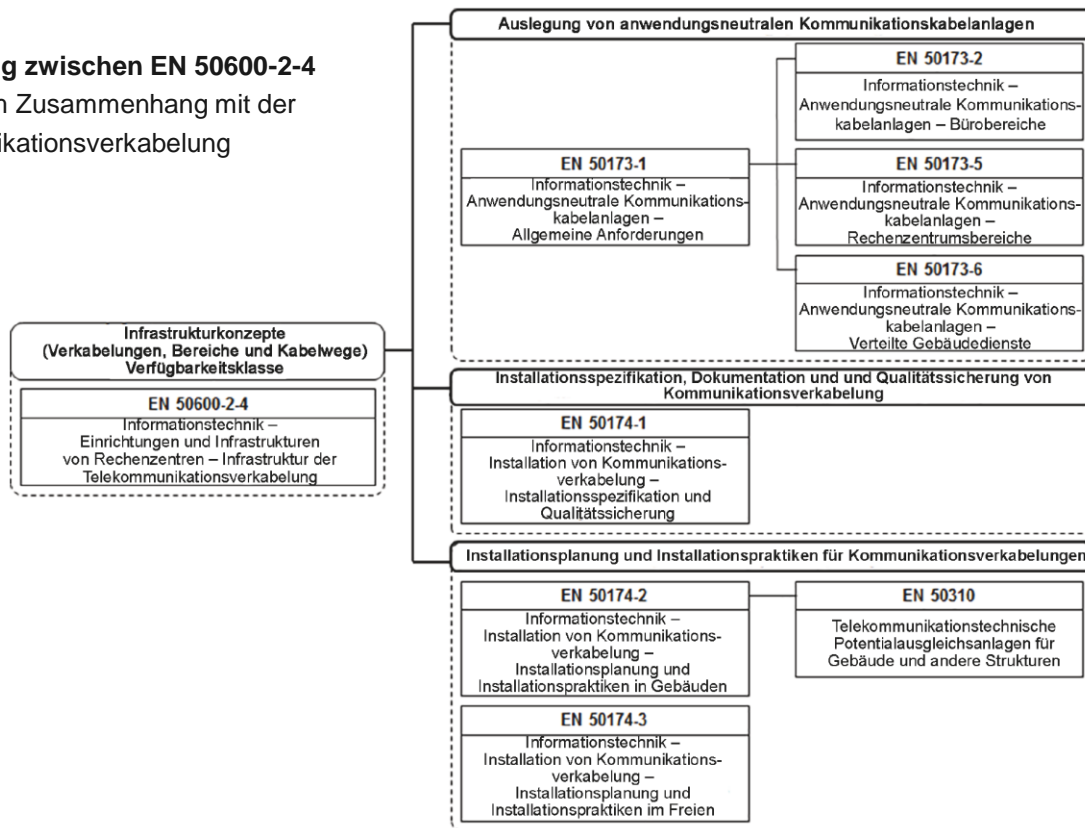 g zwischen EN 50600-2-4
n Zusammenhang mit der
ikationsverkabelung
Auslegung von anwendungsneutralen Kommunikationskabelanlagen
EN 50173-2
Informationstechnik –
Anwendungsneutrale Kommunikations-
kabelanlagen – Bürobereiche
EN 50173-1
Informationstechnik –
Anwendungsneutrale Kommunikations-
kabelanlagen –
Allgemeine Anforderungen
EN 50173-5
Informationstechnik –
Anwendungsneutrale Kommunikations-
kabelanlagen –
Rechenzentrumsbereiche
EN 50173-6
Informationstechnik –
Anwendungsneutrale Kommunikations-
kabelanlagen –
Verteilte Gebäudedienste
Infrastrukturkonzepte
(Verkabelungen, Bereiche und Kabelwege)
Verfügbarkeitsklasse
EN 50600-2-4
Informationstechnik –
Einrichtungen und Infrastrukturen
von Rechenzentren – Infrastruktur der
Telekommunikationsverkabelung
Installationsspezifikation, Dokumentation und und Qualitätssicherung von
Kommunikationsverkabelung
EN 50174-1
Informationstechnik –
Installation von Kommunikations-
verkabelung –
Installationsspezifikation und
Qualitätssicherung
Installationsplanung und Installationspraktiken für Kommunikationsverkabelungen
EN 50174-2
Informationstechnik –
Installation von Kommunikations-
verkabelung –
Installationsplanung und
Installationspraktiken in Gebäuden
EN 50310
Telekommunikationstechnische
Potentialausgleichsanlagen für
Gebäude und andere Strukturen
EN 50174-3
Informationstechnik –
Installation von Kommunikations-
verkabelung –
Installationsplanung und
Installationspraktiken im Freien